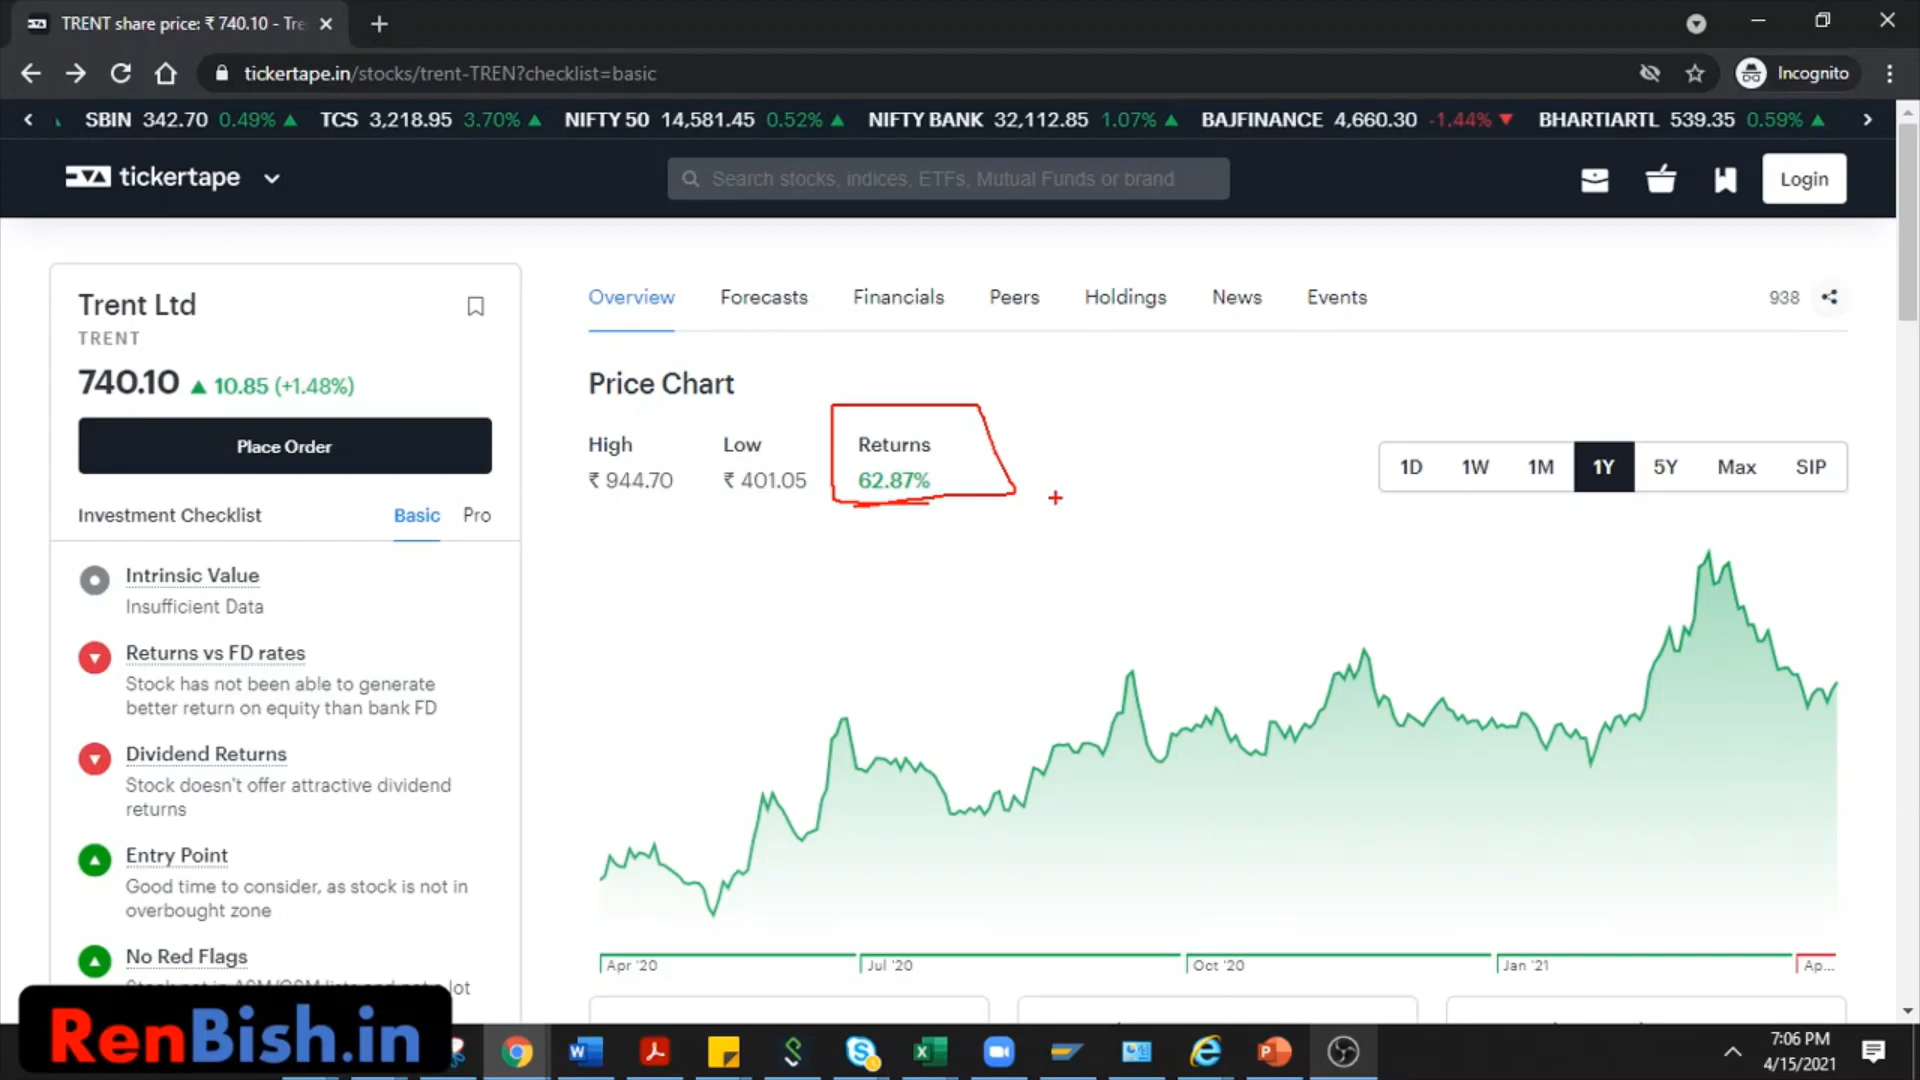 TRENT share price: ₹ 740.10 - Tre
tickertape.in/stocks/trent-TREN?checklist=basic
Incognito
SBIN 342.70 0.49% TCS 3,218.95 3.70% NIFTY 50 14,581.45 0.52% NIFTY BANK 32,112.85 1.07% BAJFINANCE 4,660.30 -1.44% BHARTIARTL 539.35 0.59%
tickertape
Search stocks, indices, ETFs, Mutual Funds or brand
Login
Trent Ltd
TRENT
740.10 10.85 (+1.48%)
Place Order
Investment Checklist Basic Pro
Intrinsic Value
Insufficient Data
Returns vs FD rates
Stock has not been able to generate
better return on equity than bank FD
Dividend Returns
Stock doesn't offer attractive dividend
returns
Entry Point
Good time to consider, as stock is not in
overbought zone
No Red Flags
lot
RenBish.in
Overview Forecasts Financials Peers Holdings News Events
938
Price Chart
High Low Returns
₹ 944.70 ₹ 401.05 62.87%
1D 1W 1M 1Y 5Y Max SIP
Apr '20 Jul '20 Oct '20 Jan '21 Ap...
7:06 PM
4/15/2021